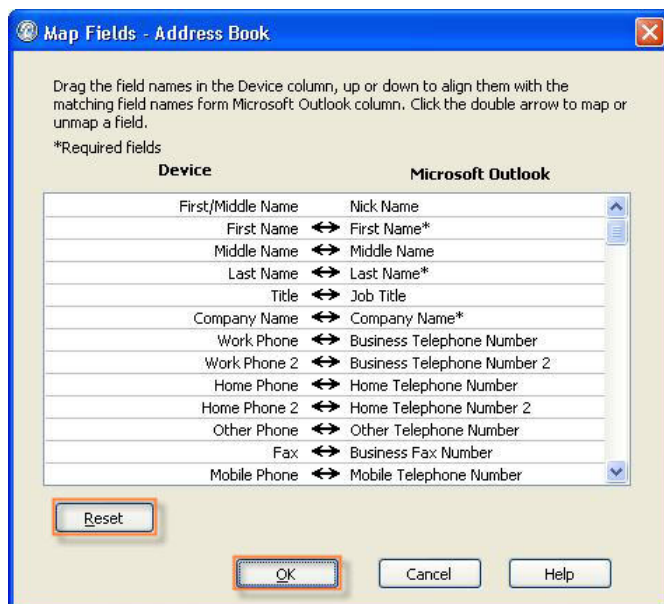 Map Fields - Address Book
Drag the field names in the Device column, up or down to align them with the
matching field names form Microsoft Outlook column. Click the double arrow to map or
unmap a field.
*Required fields
Device Microsoft Outlook
First/Middle Name Nick Name
First Name First Name*
Middle Name Middle Name
Last Name Last Name*
Title Job Title
Company Name Company Name*
Work Phone Business Telephone Number
Work Phone 2 Business Telephone Number 2
Home Phone Home Telephone Number
Home Phone 2 Home Telephone Number 2
Other Phone Other Telephone Number
Fax Business Fax Number
Mobile Phone Mobile Telephone Number
Reset
OK Cancel Help